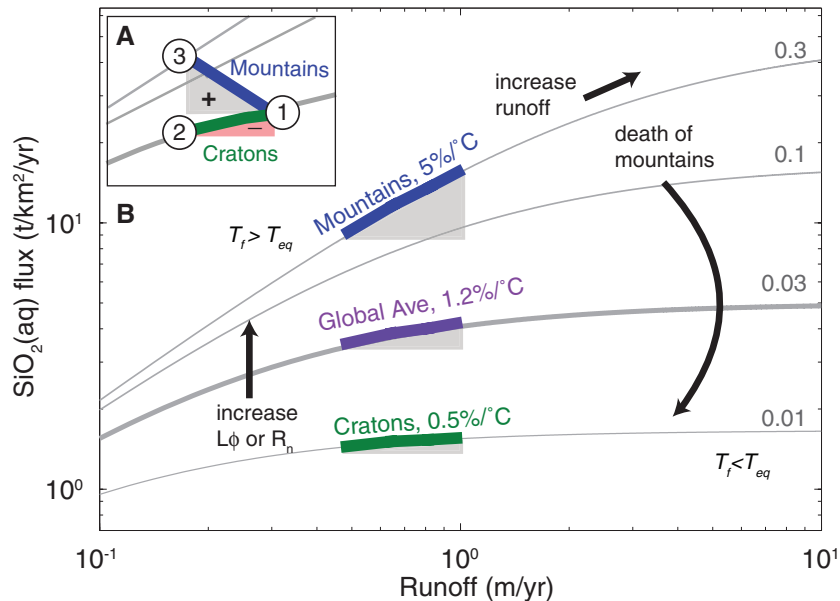 A
3
Mountains
+
1
2
–
Cratons
B
increase
runoff
0.3
death of
mountains
0.1
Mountains, 5%/˚C
T_f > T_eq
0.03
Global Ave, 1.2%/˚C
increase
Lϕ or R_n
Cratons, 0.5%/˚C
0.01
T_f<T_eq
SiO₂(aq) flux (t/km²/yr)
10¹
10⁰
10⁻¹
10⁰
10¹
Runoff (m/yr)